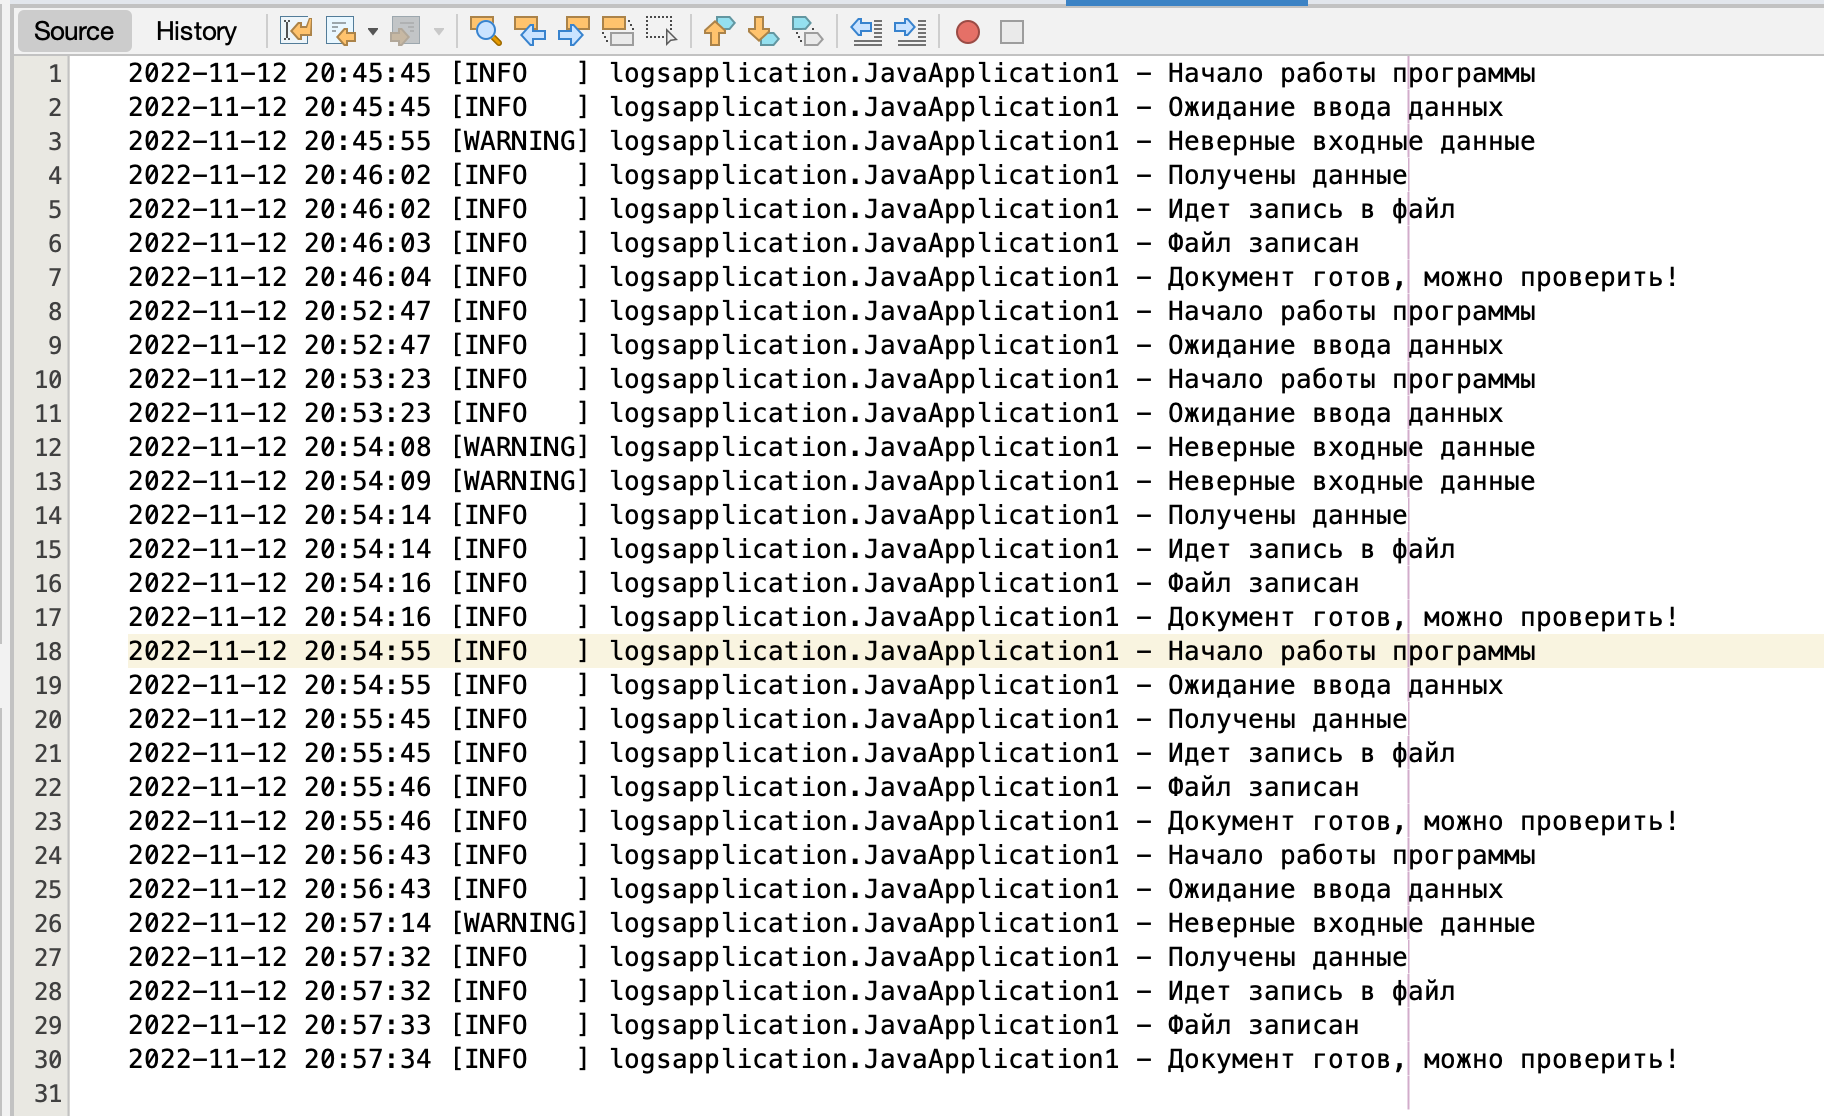 Source History
1 2022-11-12 20:45:45 [INFO   ] logsapplication.JavaApplication1 - Начало работы программы
2 2022-11-12 20:45:45 [INFO   ] logsapplication.JavaApplication1 - Ожидание ввода данных
3 2022-11-12 20:45:55 [WARNING] logsapplication.JavaApplication1 - Неверные входные данные
4 2022-11-12 20:46:02 [INFO   ] logsapplication.JavaApplication1 - Получены данные
5 2022-11-12 20:46:02 [INFO   ] logsapplication.JavaApplication1 - Идет запись в файл
6 2022-11-12 20:46:03 [INFO   ] logsapplication.JavaApplication1 - Файл записан
7 2022-11-12 20:46:04 [INFO   ] logsapplication.JavaApplication1 - Документ готов, можно проверить!
8 2022-11-12 20:52:47 [INFO   ] logsapplication.JavaApplication1 - Начало работы программы
9 2022-11-12 20:52:47 [INFO   ] logsapplication.JavaApplication1 - Ожидание ввода данных
10 2022-11-12 20:53:23 [INFO   ] logsapplication.JavaApplication1 - Начало работы программы
11 2022-11-12 20:53:23 [INFO   ] logsapplication.JavaApplication1 - Ожидание ввода данных
12 2022-11-12 20:54:08 [WARNING] logsapplication.JavaApplication1 - Неверные входные данные
13 2022-11-12 20:54:09 [WARNING] logsapplication.JavaApplication1 - Неверные входные данные
14 2022-11-12 20:54:14 [INFO   ] logsapplication.JavaApplication1 - Получены данные
15 2022-11-12 20:54:14 [INFO   ] logsapplication.JavaApplication1 - Идет запись в файл
16 2022-11-12 20:54:16 [INFO   ] logsapplication.JavaApplication1 - Файл записан
17 2022-11-12 20:54:16 [INFO   ] logsapplication.JavaApplication1 - Документ готов, можно проверить!
18 2022-11-12 20:54:55 [INFO   ] logsapplication.JavaApplication1 - Начало работы программы
19 2022-11-12 20:54:55 [INFO   ] logsapplication.JavaApplication1 - Ожидание ввода данных
20 2022-11-12 20:55:45 [INFO   ] logsapplication.JavaApplication1 - Получены данные
21 2022-11-12 20:55:45 [INFO   ] logsapplication.JavaApplication1 - Идет запись в файл
22 2022-11-12 20:55:46 [INFO   ] logsapplication.JavaApplication1 - Файл записан
23 2022-11-12 20:55:46 [INFO   ] logsapplication.JavaApplication1 - Документ готов, можно проверить!
24 2022-11-12 20:56:43 [INFO   ] logsapplication.JavaApplication1 - Начало работы программы
25 2022-11-12 20:56:43 [INFO   ] logsapplication.JavaApplication1 - Ожидание ввода данных
26 2022-11-12 20:57:14 [WARNING] logsapplication.JavaApplication1 - Неверные входные данные
27 2022-11-12 20:57:32 [INFO   ] logsapplication.JavaApplication1 - Получены данные
28 2022-11-12 20:57:32 [INFO   ] logsapplication.JavaApplication1 - Идет запись в файл
29 2022-11-12 20:57:33 [INFO   ] logsapplication.JavaApplication1 - Файл записан
30 2022-11-12 20:57:34 [INFO   ] logsapplication.JavaApplication1 - Документ готов, можно проверить!
31